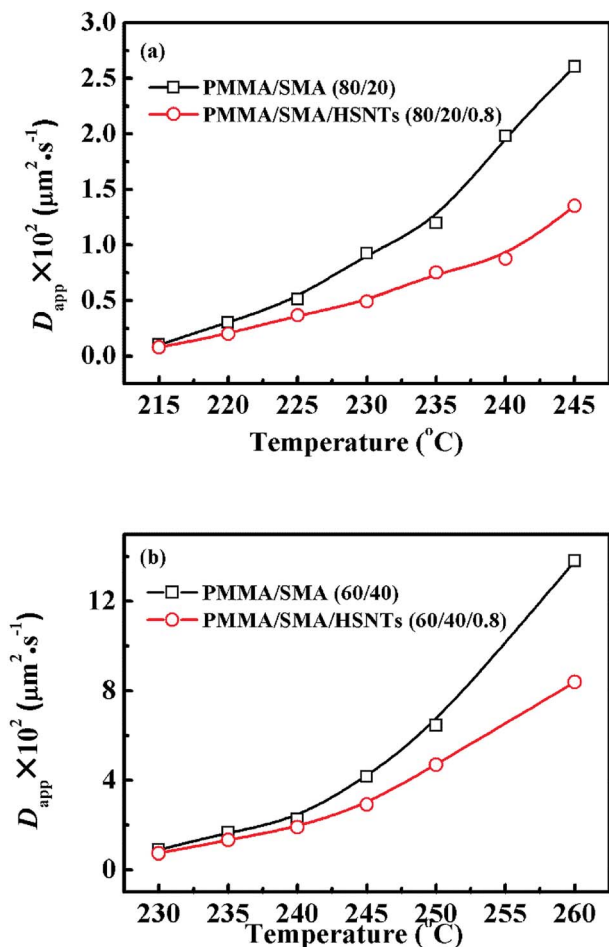 (a)
PMMA/SMA (80/20)
PMMA/SMA/HSNTs (80/20/0.8)
D_app ×10² (μm²·s⁻¹)
3.0
2.5
2.0
1.5
1.0
0.5
0.0
215 220 225 230 235 240 245
Temperature (°C)
(b)
PMMA/SMA (60/40)
PMMA/SMA/HSNTs (60/40/0.8)
D_app ×10² (μm²·s⁻¹)
12
8
4
0
230 235 240 245 250 255 260
Temperature (°C)